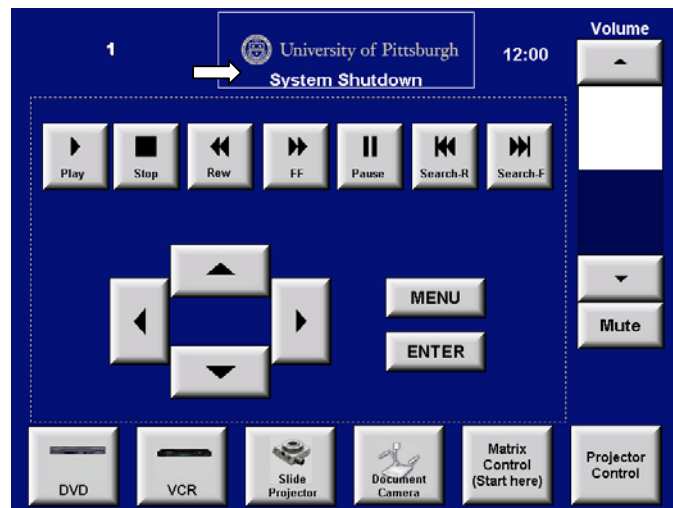 1
University of Pittsburgh
System Shutdown
12:00
Volume
Play
Stop
Rew
FF
Pause
Search-R
Search-F
MENU
ENTER
Mute
DVD
VCR
Slide
Projector
Document
Camera
Matrix
Control
(Start here)
Projector
Control